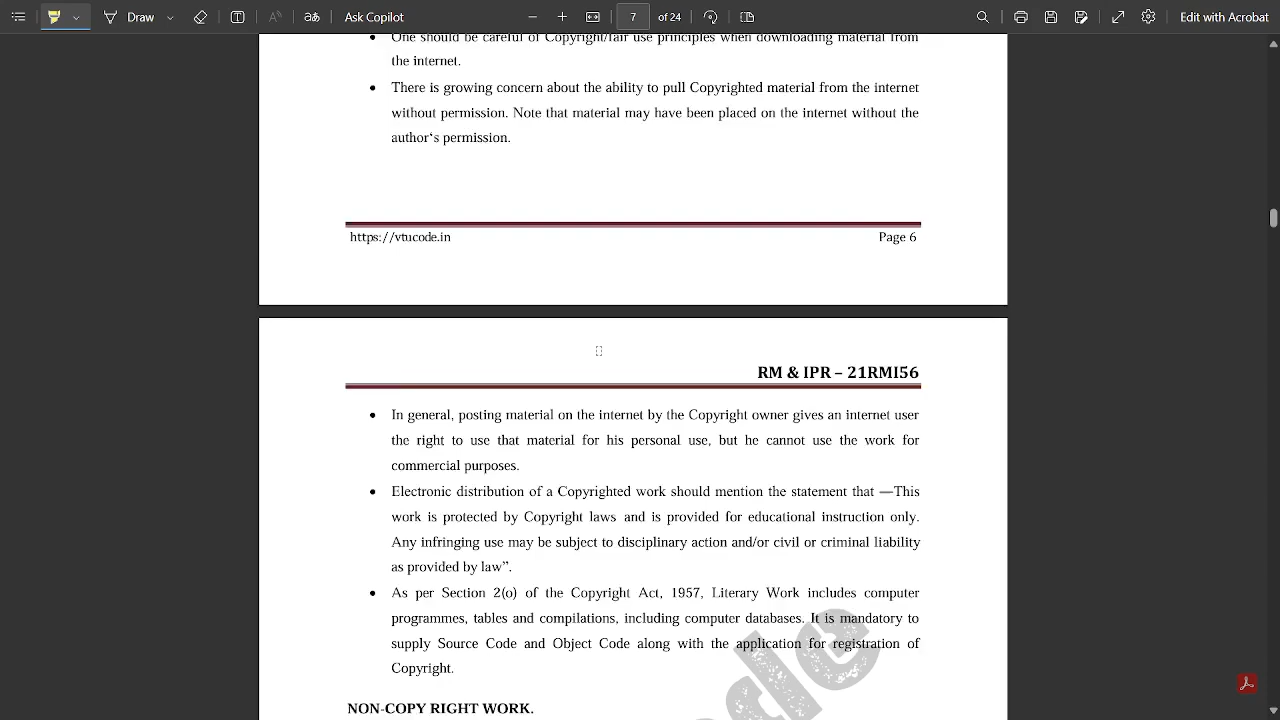 Draw
Ask Copilot
7
of 24
Edit with Acrobat
One should be careful of Copyright/fair use principles when downloading material from
the internet.
There is growing concern about the ability to pull Copyrighted material from the internet
without permission. Note that material may have been placed on the internet without the
author‘s permission.
https://vtucode.in
Page 6
RM & IPR – 21RMI56
In general, posting material on the internet by the Copyright owner gives an internet user
the right to use that material for his personal use, but he cannot use the work for
commercial purposes.
Electronic distribution of a Copyrighted work should mention the statement that ―This
work is protected by Copyright laws and is provided for educational instruction only.
Any infringing use may be subject to disciplinary action and/or civil or criminal liability
as provided by law”.
As per Section 2(o) of the Copyright Act, 1957, Literary Work includes computer
programmes, tables and compilations, including computer databases. It is mandatory to
supply Source Code and Object Code along with the application for registration of
Copyright.
NON-COPY RIGHT WORK.